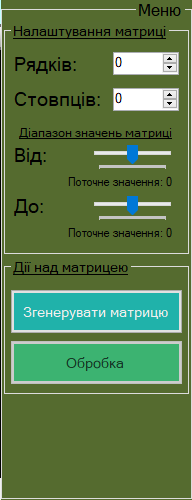 Меню
Налаштування матриці
Рядків: 0
Стовпців: 0
Діапазон значень матриці
Від:
Поточне значення: 0
До:
Поточне значення: 0
Дії над матрицею
Згенерувати матрицю
Обробка